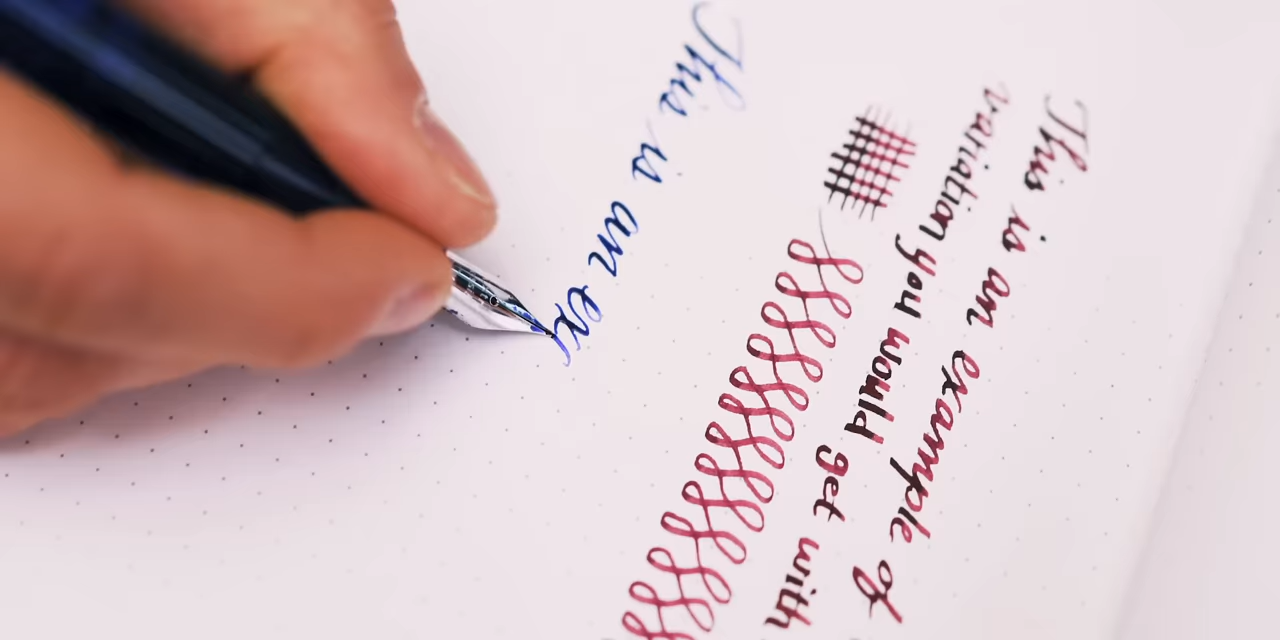 This is an example of
variation you would get with
This is an ex